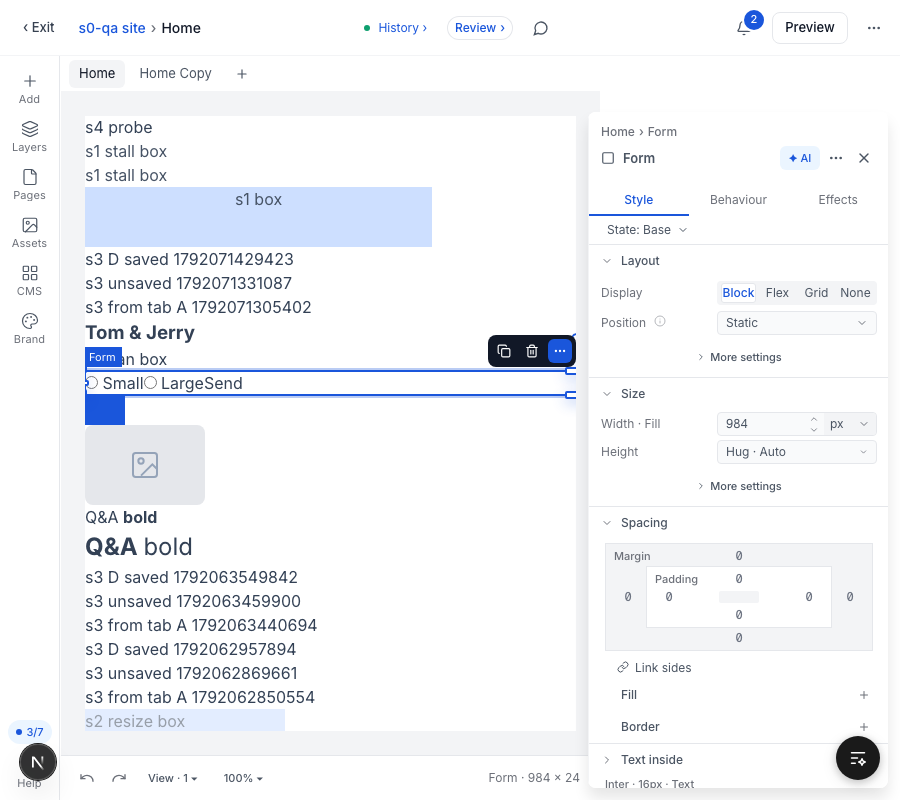 ‹ Exit
s0-qa site › Home
History ›
Review ›
2
Preview
Home
Home Copy
Add
Layers
Pages
Assets
CMS
Brand
3/7
N
Help
s4 probe
s1 stall box
s1 stall box
s1 box
s3 D saved 1792071429423
s3 unsaved 1792071331087
s3 from tab A 1792071305402
Tom & Jerry
Form
an box
Small LargeSend
Q&A bold
Q&A bold
s3 D saved 1792063549842
s3 unsaved 1792063459900
s3 from tab A 1792063440694
s3 D saved 1792062957894
s3 unsaved 1792062869661
s3 from tab A 1792062850554
s2 resize box
View · 1
100%
Form · 984 × 24
Home › Form
Form
AI
Style
Behaviour
Effects
State: Base
Layout
Display
Block Flex Grid None
Position
Static
More settings
Size
Width · Fill
984
px
Height
Hug · Auto
More settings
Spacing
Margin
0
Padding
0
0
0
0
0
0
0
Link sides
Fill
Border
Text inside
Inter · 16px · Text